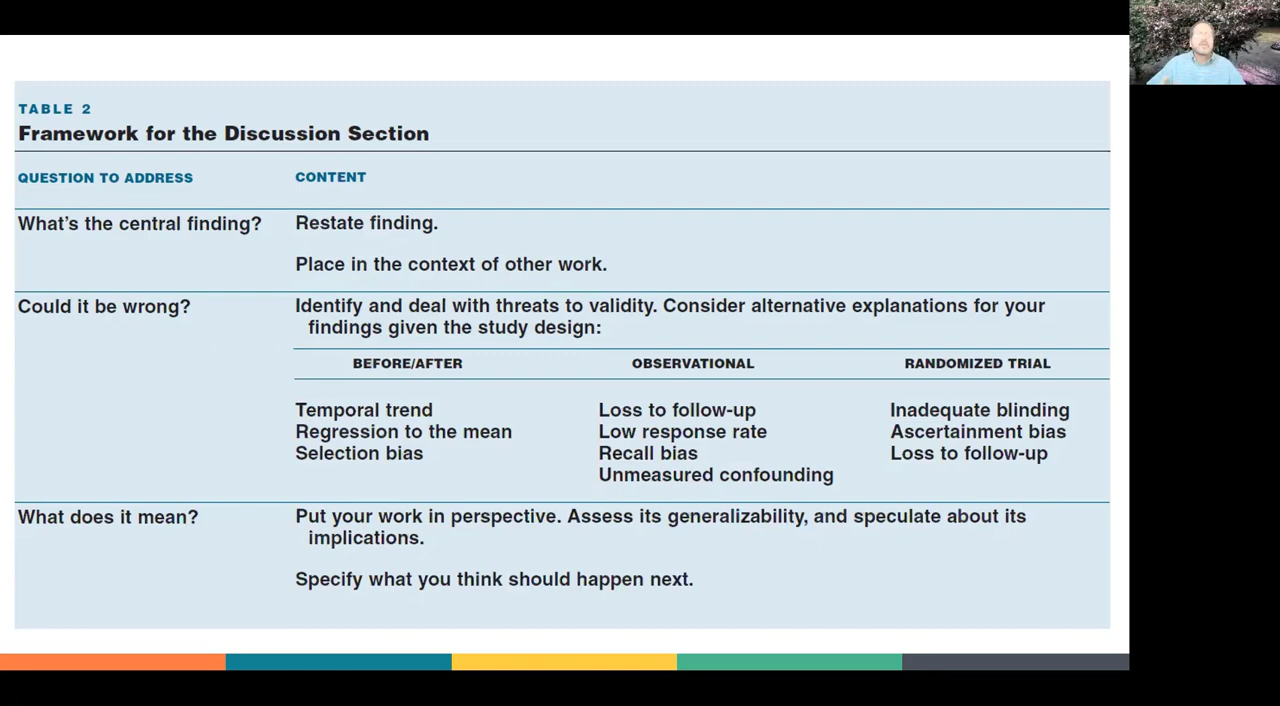 TABLE 2
Framework for the Discussion Section
QUESTION TO ADDRESS CONTENT
What's the central finding? Restate finding.
Place in the context of other work.
Could it be wrong? Identify and deal with threats to validity. Consider alternative explanations for your
findings given the study design:
BEFORE/AFTER OBSERVATIONAL RANDOMIZED TRIAL
Temporal trend Loss to follow-up Inadequate blinding
Regression to the mean Low response rate Ascertainment bias
Selection bias Recall bias Loss to follow-up
Unmeasured confounding
What does it mean? Put your work in perspective. Assess its generalizability, and speculate about its
implications.
Specify what you think should happen next.